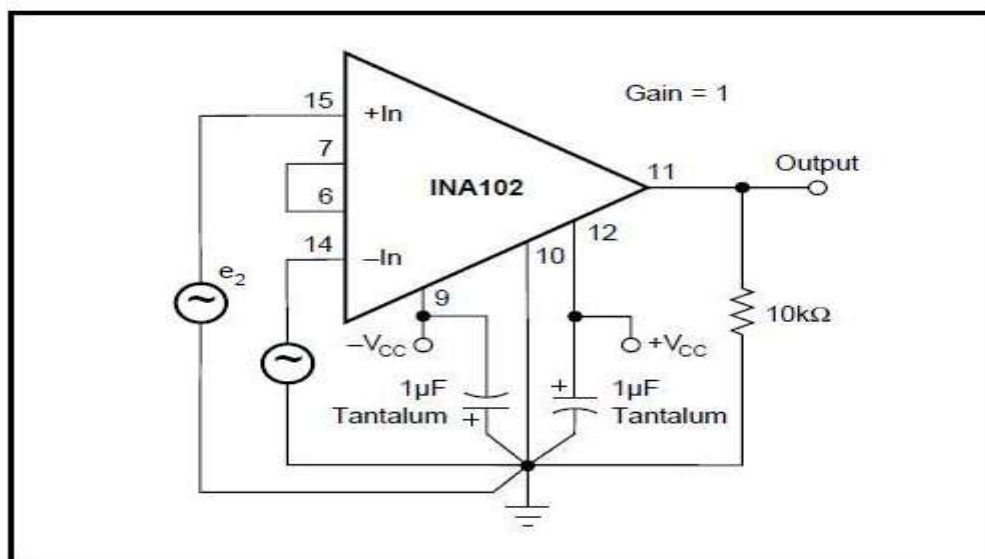 Gain = 1
15
+In
7
6
INA102
11
Output
14
–In
12
10
e2
9
–VCC
+VCC
10kΩ
1µF
Tantalum
+
+
1µF
Tantalum